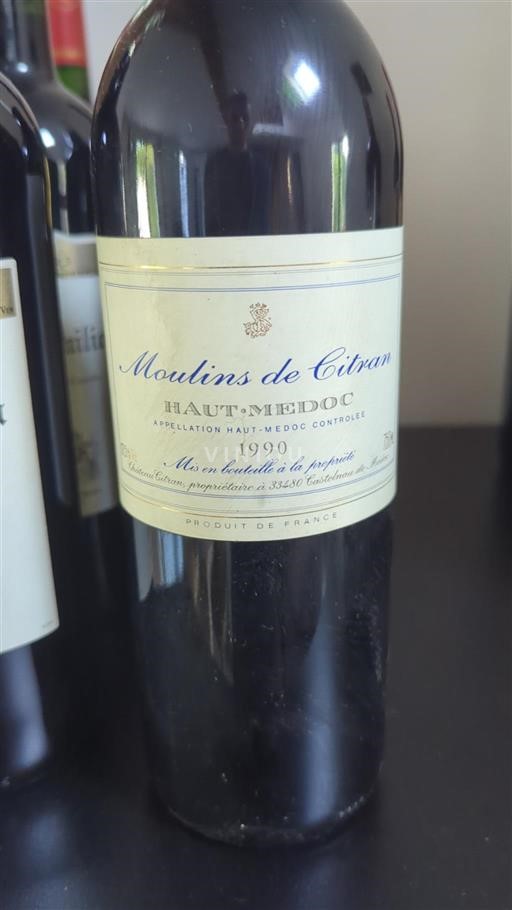 Moulins de Citran
HAUT•MEDOC
APPELLATION HAUT-MEDOC CONTROLÉE
1990
Mis en bouteille à la propriété
Château Citran, propriétaire à 33480 Castelnau de Médoc
PRODUIT DE FRANCE